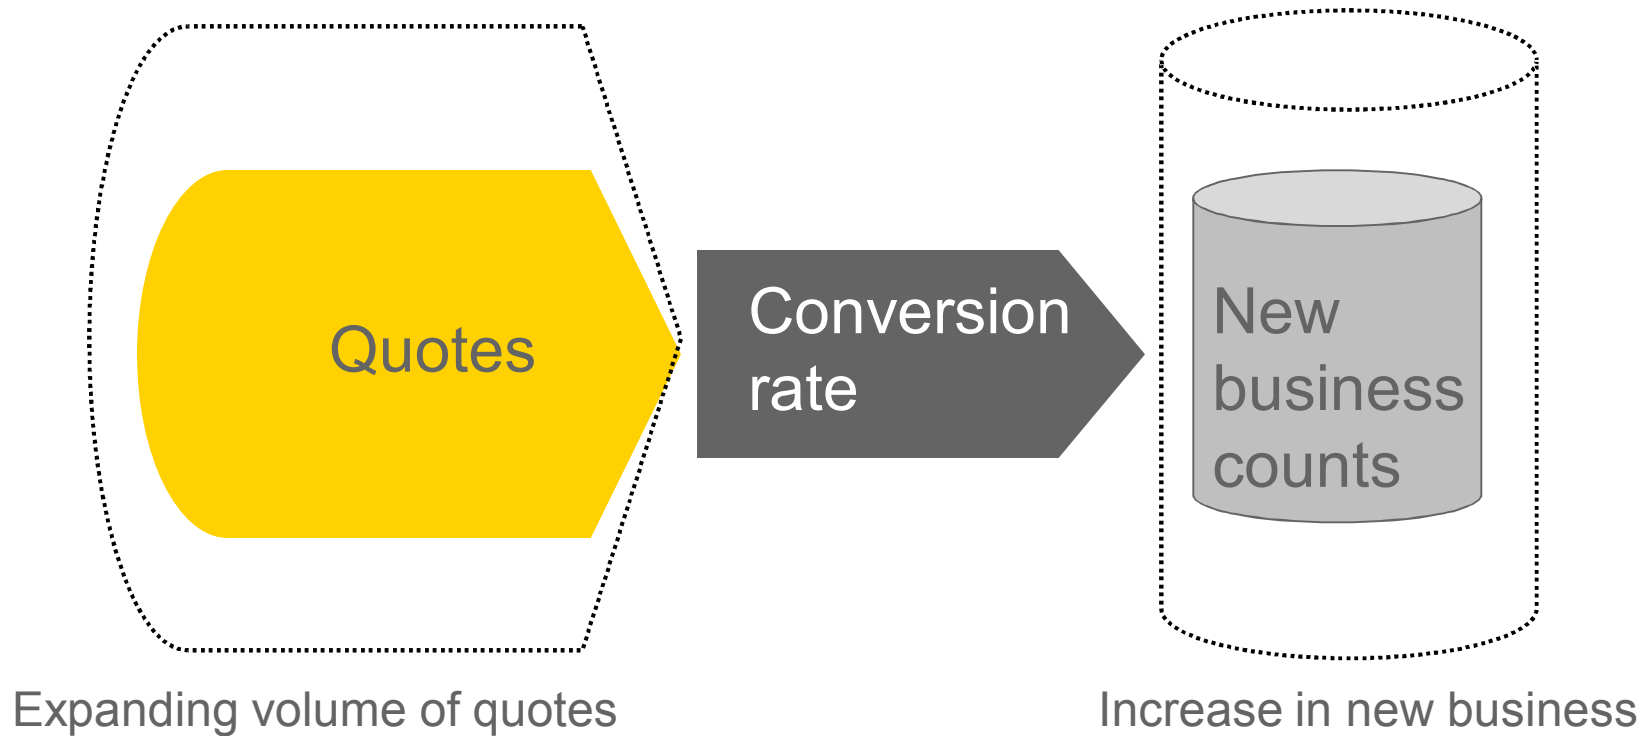 Quotes
Conversion
rate
New
business
counts
Expanding volume of quotes
Increase in new business